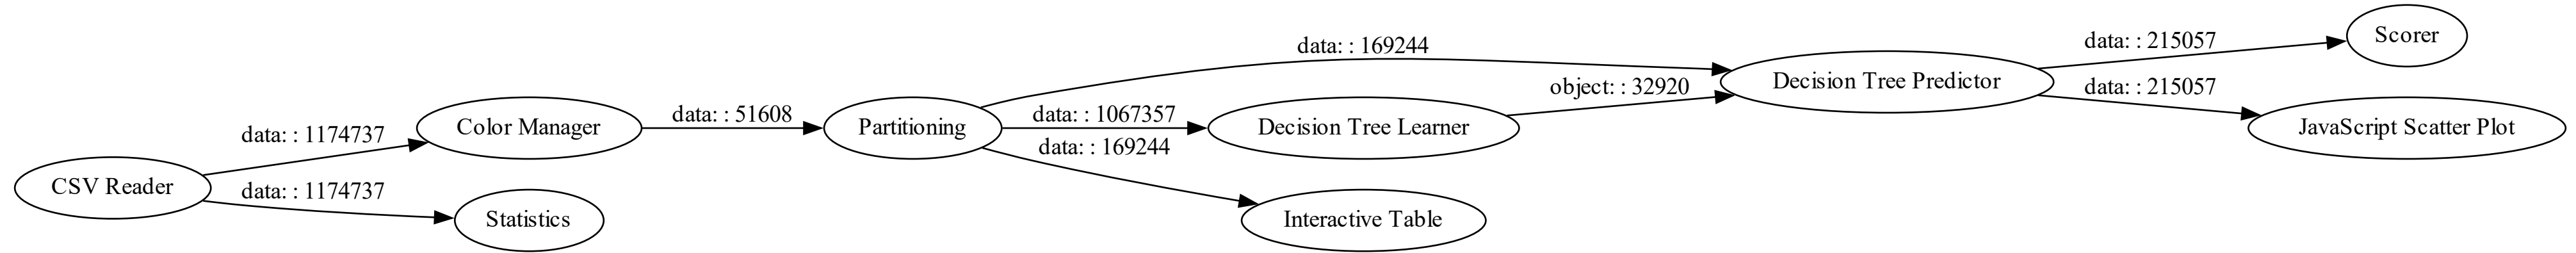 CSV Reader
data: : 1174737
data: : 1174737
Color Manager
Statistics
data: : 51608
Partitioning
data: : 169244
data: : 1067357
data: : 169244
Decision Tree Learner
Interactive Table
object: : 32920
Decision Tree Predictor
data: : 215057
data: : 215057
Scorer
JavaScript Scatter Plot